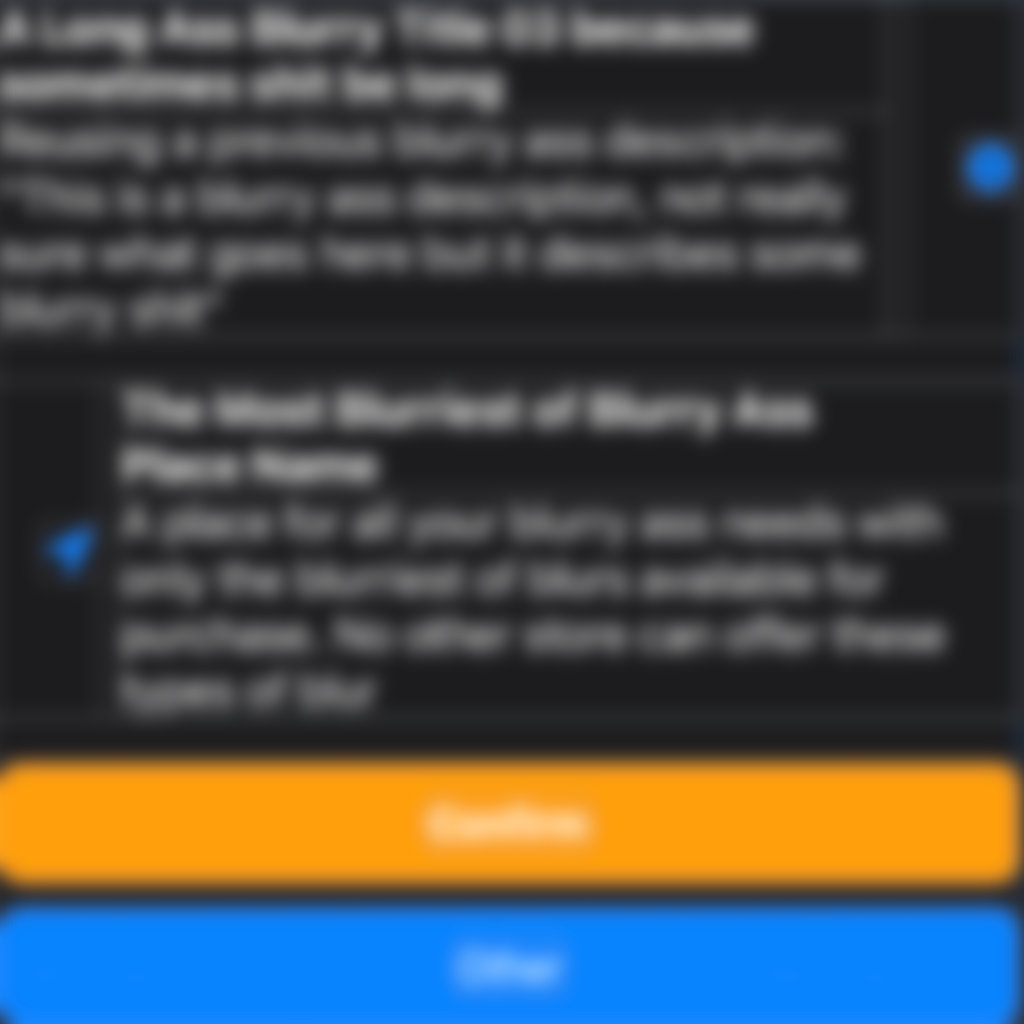 A Long Ass Blurry Title 03 because
sometimes shit be long
Reusing a previous blurry ass description:
"This is a blurry ass description, not really
sure what goes here but it describes some
blurry shit"
The Most Blurriest of Blurry Ass
Place Name
A place for all your blurry ass needs with
only the blurriest of blurs available for
purchase. No other store can offer these
types of blur
Confirm
Other